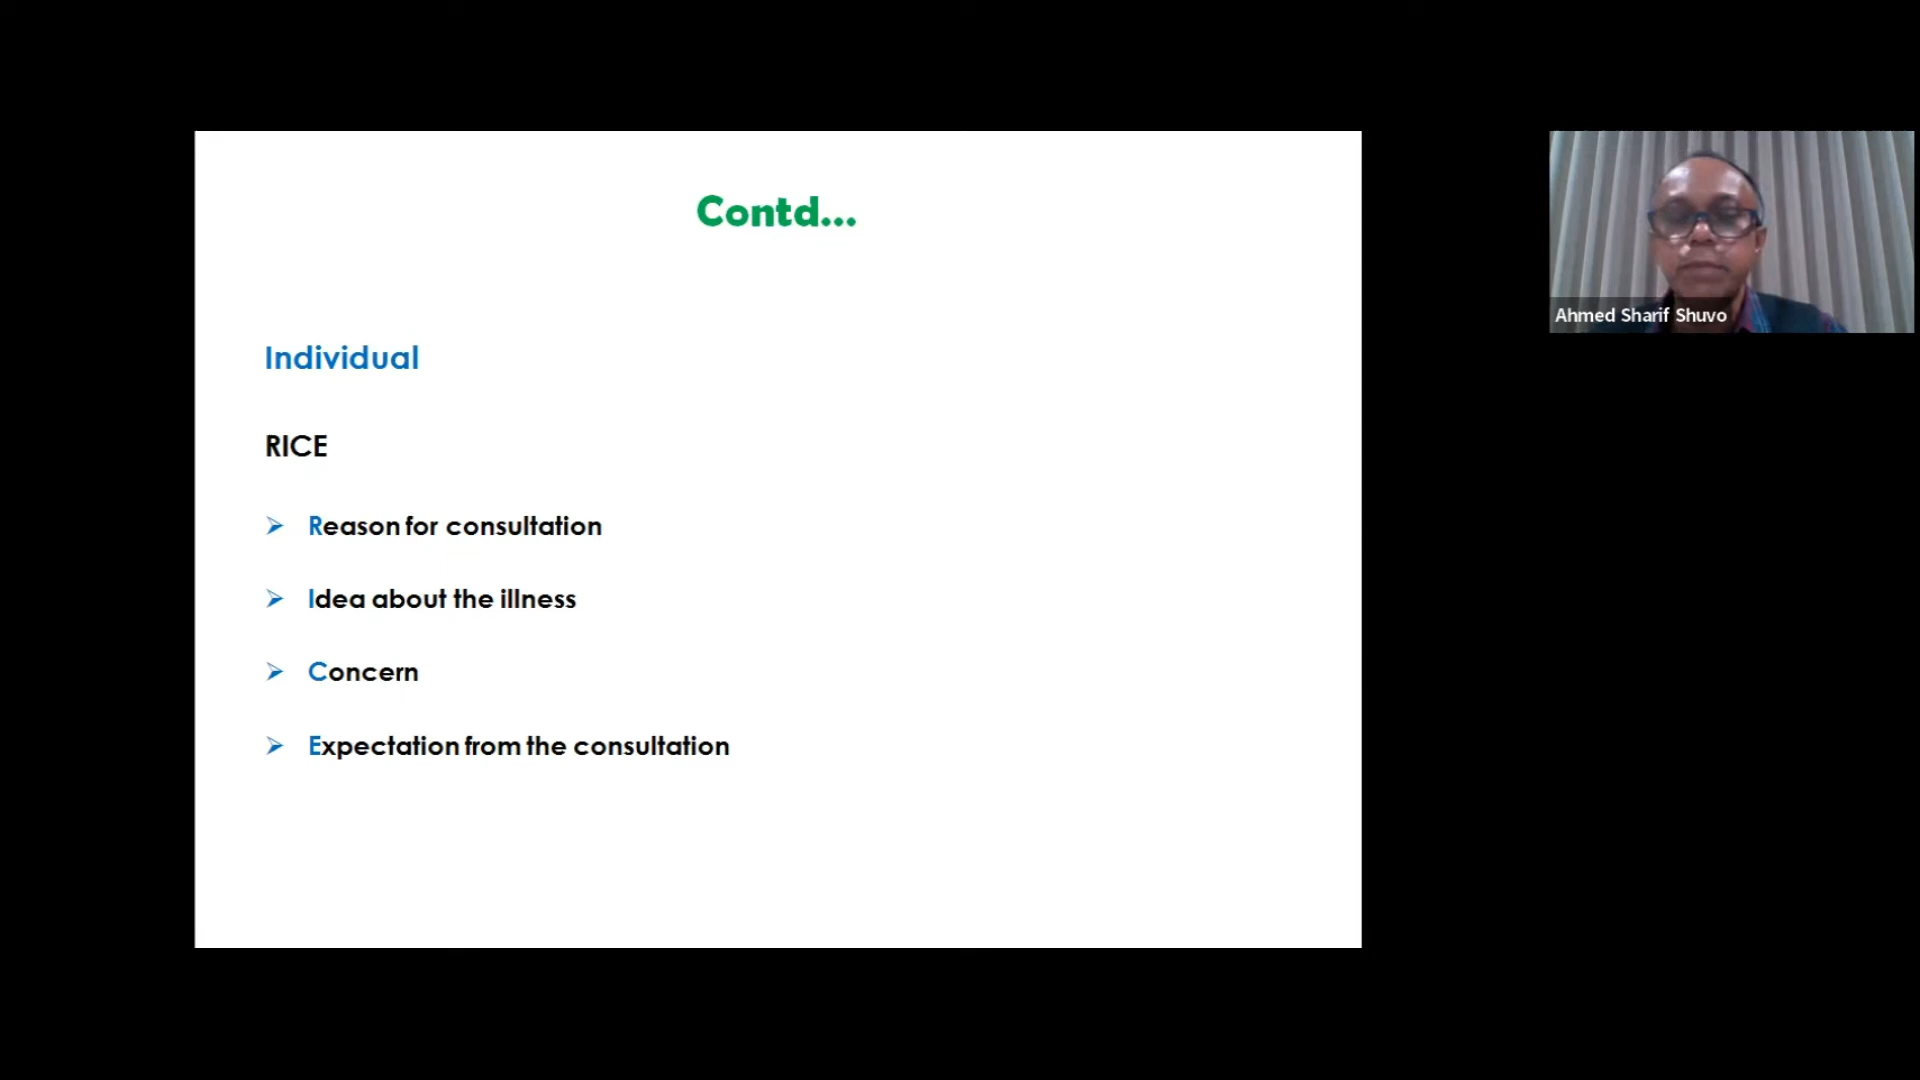 Contd...
Individual
RICE
➢ Reason for consultation
➢ Idea about the illness
➢ Concern
➢ Expectation from the consultation
Ahmed Sharif Shuvo